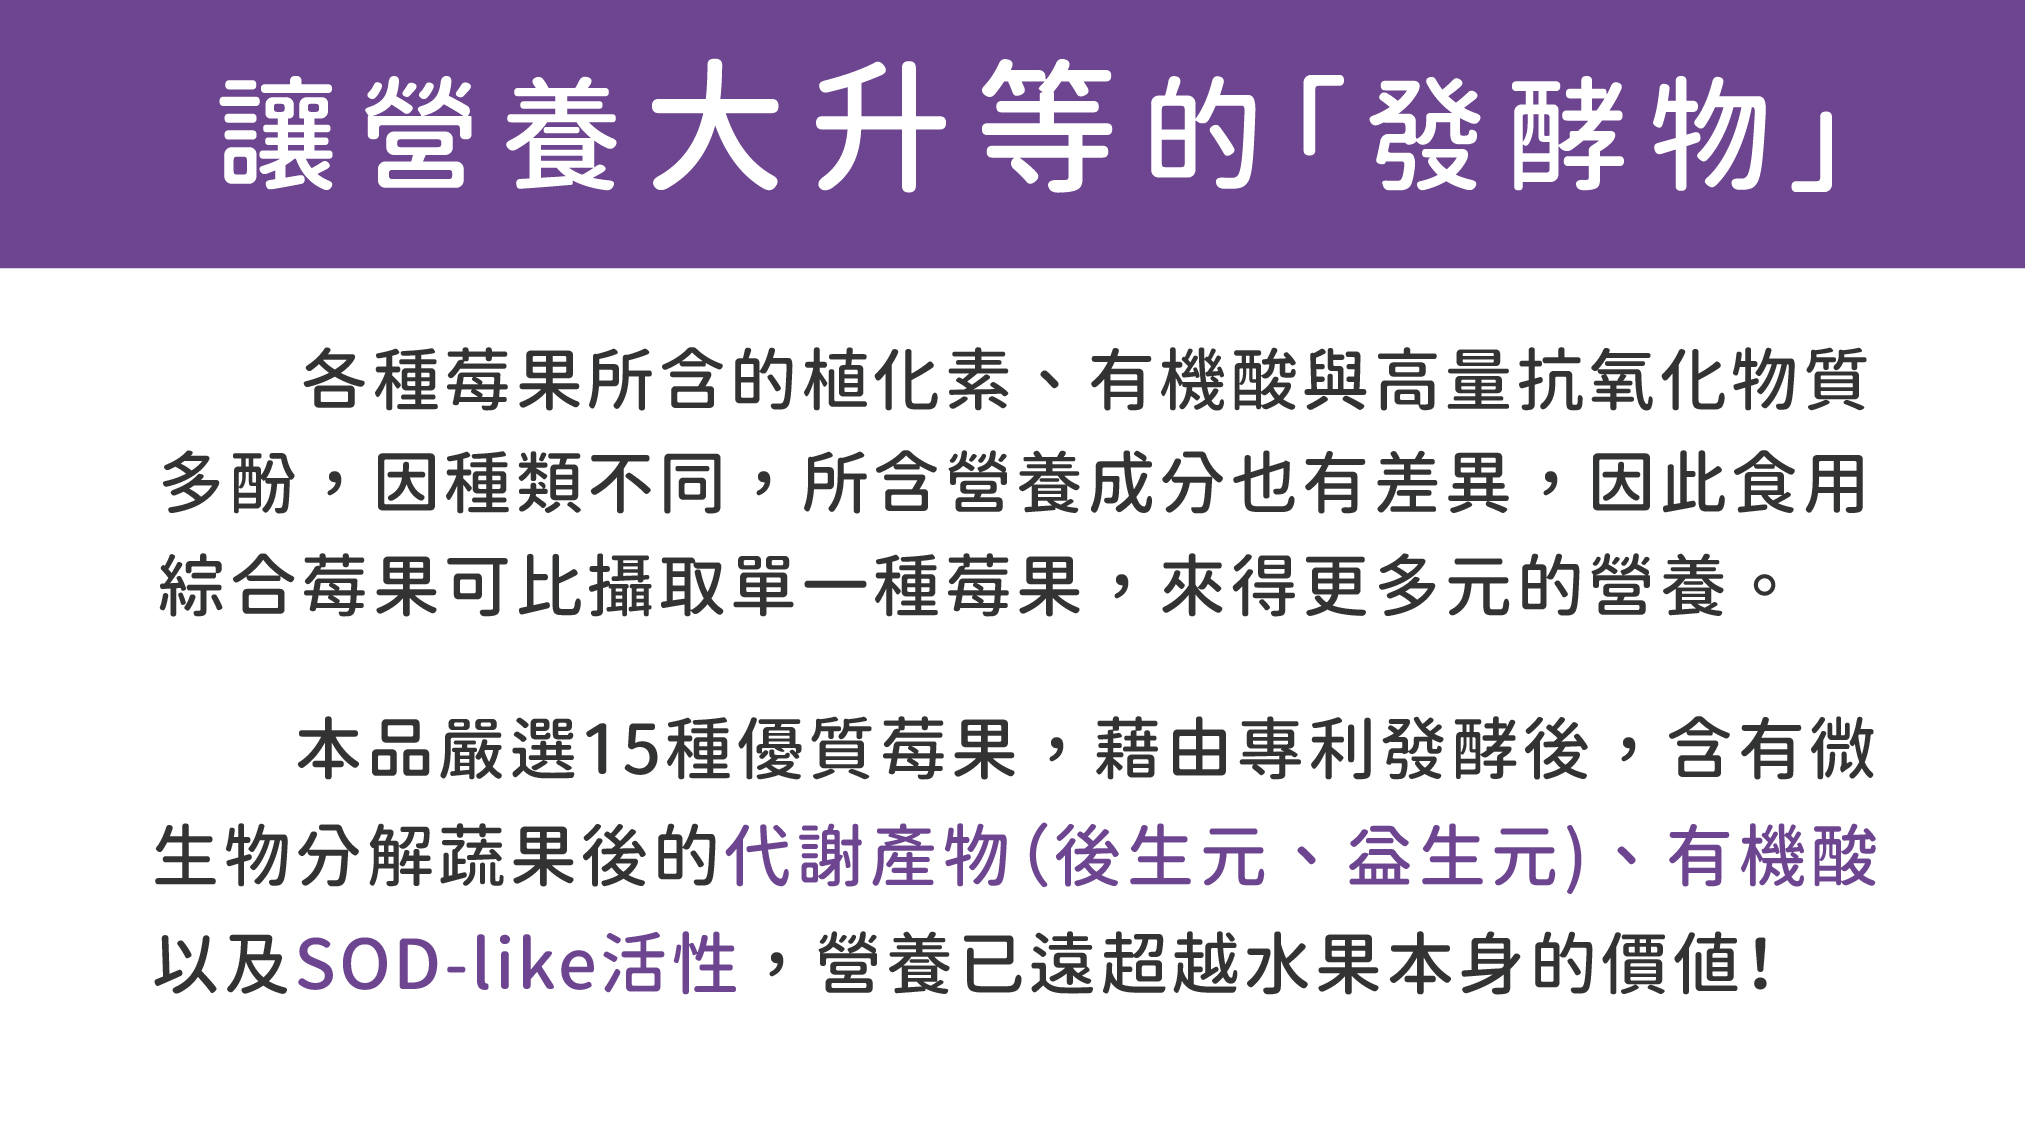 讓營養大升等的「發酵物」
各種莓果所含的植化素、有機酸與高量抗氧化物質
多酚，因種類不同，所含營養成分也有差異，因此食用
綜合莓果可比攝取單一種莓果，來得更多元的營養。
本品嚴選15種優質莓果，藉由專利發酵後，含有微
生物分解蔬果後的代謝產物(後生元、益生元)、有機酸
以及SOD-like活性，營養已遠超越水果本身的價值!